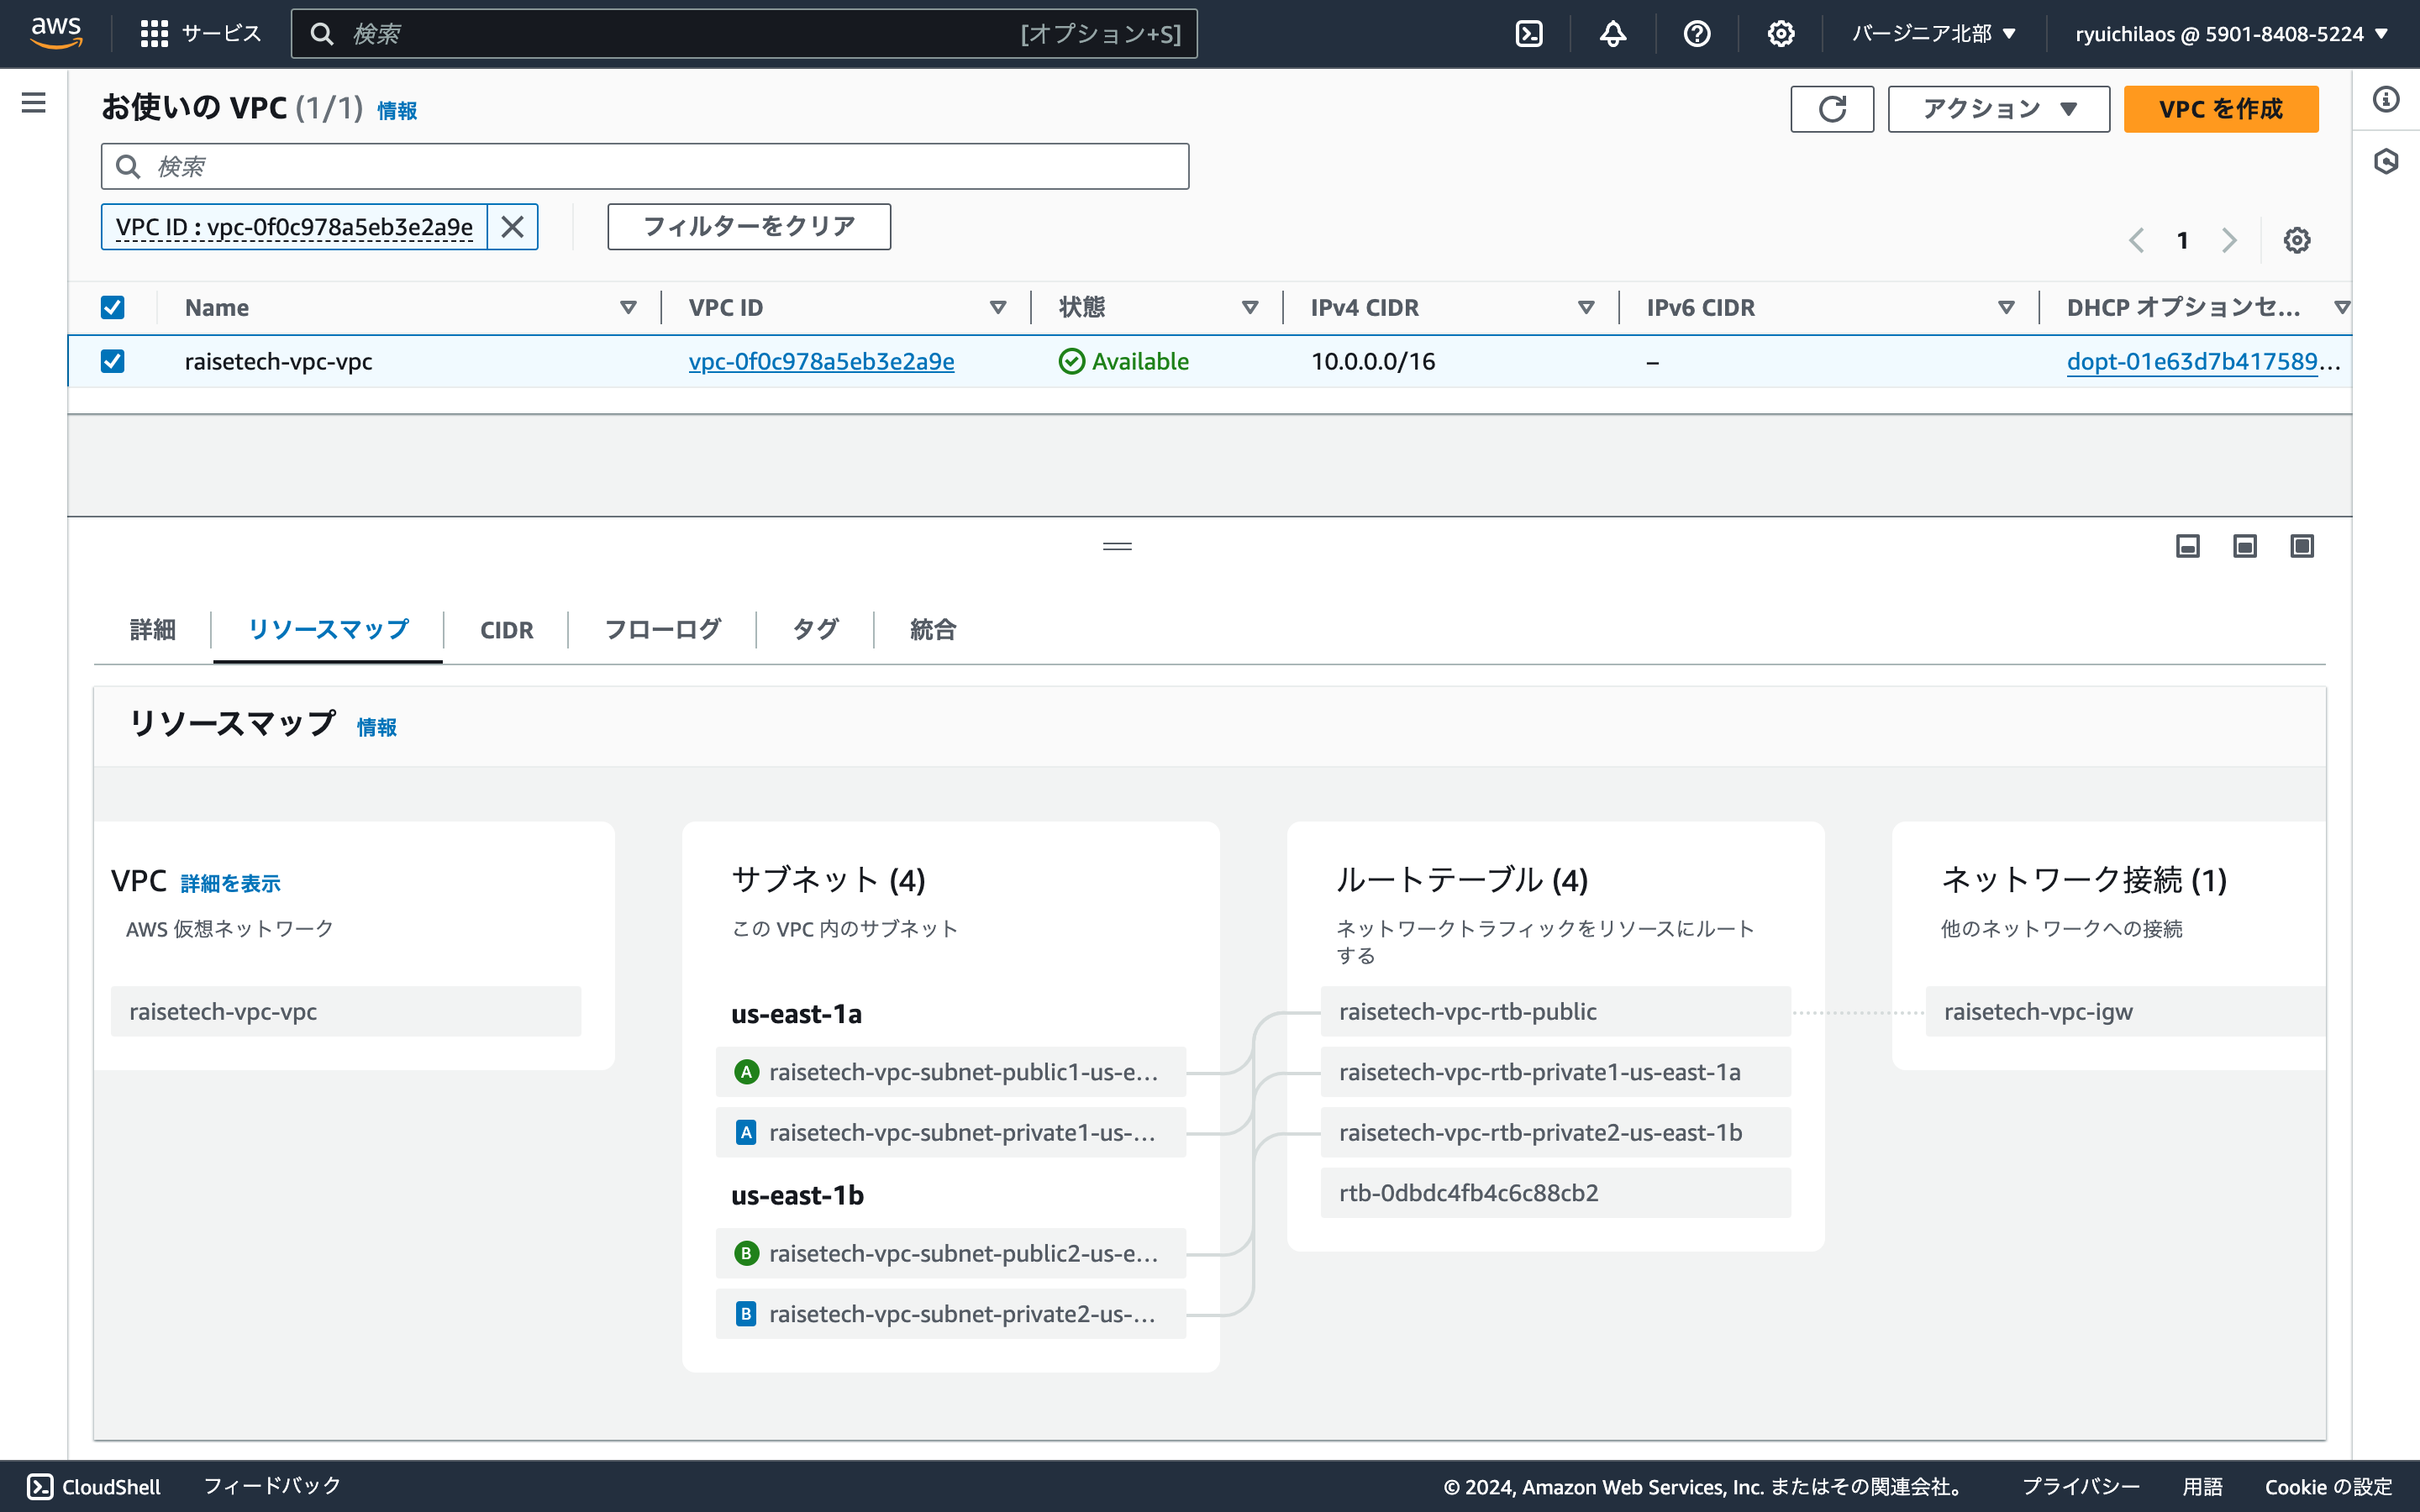 aws
サービス
検索
[オプション+S]
バージニア北部
ryuichilaos @ 5901-8408-5224
お使いの VPC (1/1) 情報
アクション
VPC を作成
検索
VPC ID : vpc-0f0c978a5eb3e2a9e
フィルターをクリア
1
Name
VPC ID
状態
IPv4 CIDR
IPv6 CIDR
DHCP オプションセ...
raisetech-vpc-vpc
vpc-0f0c978a5eb3e2a9e
Available
10.0.0.0/16
–
dopt-01e63d7b417589...
詳細
リソースマップ
CIDR
フローログ
タグ
統合
リソースマップ 情報
VPC 詳細を表示
AWS 仮想ネットワーク
raisetech-vpc-vpc
サブネット (4)
この VPC 内のサブネット
us-east-1a
A raisetech-vpc-subnet-public1-us-e...
A raisetech-vpc-subnet-private1-us-...
us-east-1b
B raisetech-vpc-subnet-public2-us-e...
B raisetech-vpc-subnet-private2-us-...
ルートテーブル (4)
ネットワークトラフィックをリソースにルート
する
raisetech-vpc-rtb-public
raisetech-vpc-rtb-private1-us-east-1a
raisetech-vpc-rtb-private2-us-east-1b
rtb-0dbdc4fb4c6c88cb2
ネットワーク接続 (1)
他のネットワークへの接続
raisetech-vpc-igw
CloudShell
フィードバック
© 2024, Amazon Web Services, Inc. またはその関連会社。
プライバシー
用語
Cookie の設定